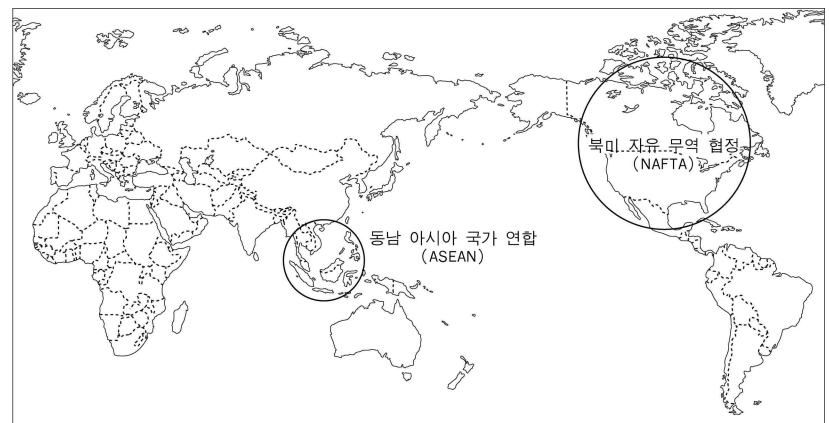 북미 자유 무역 협정
(NAFTA)
동남 아시아 국가 연합
(ASEAN)